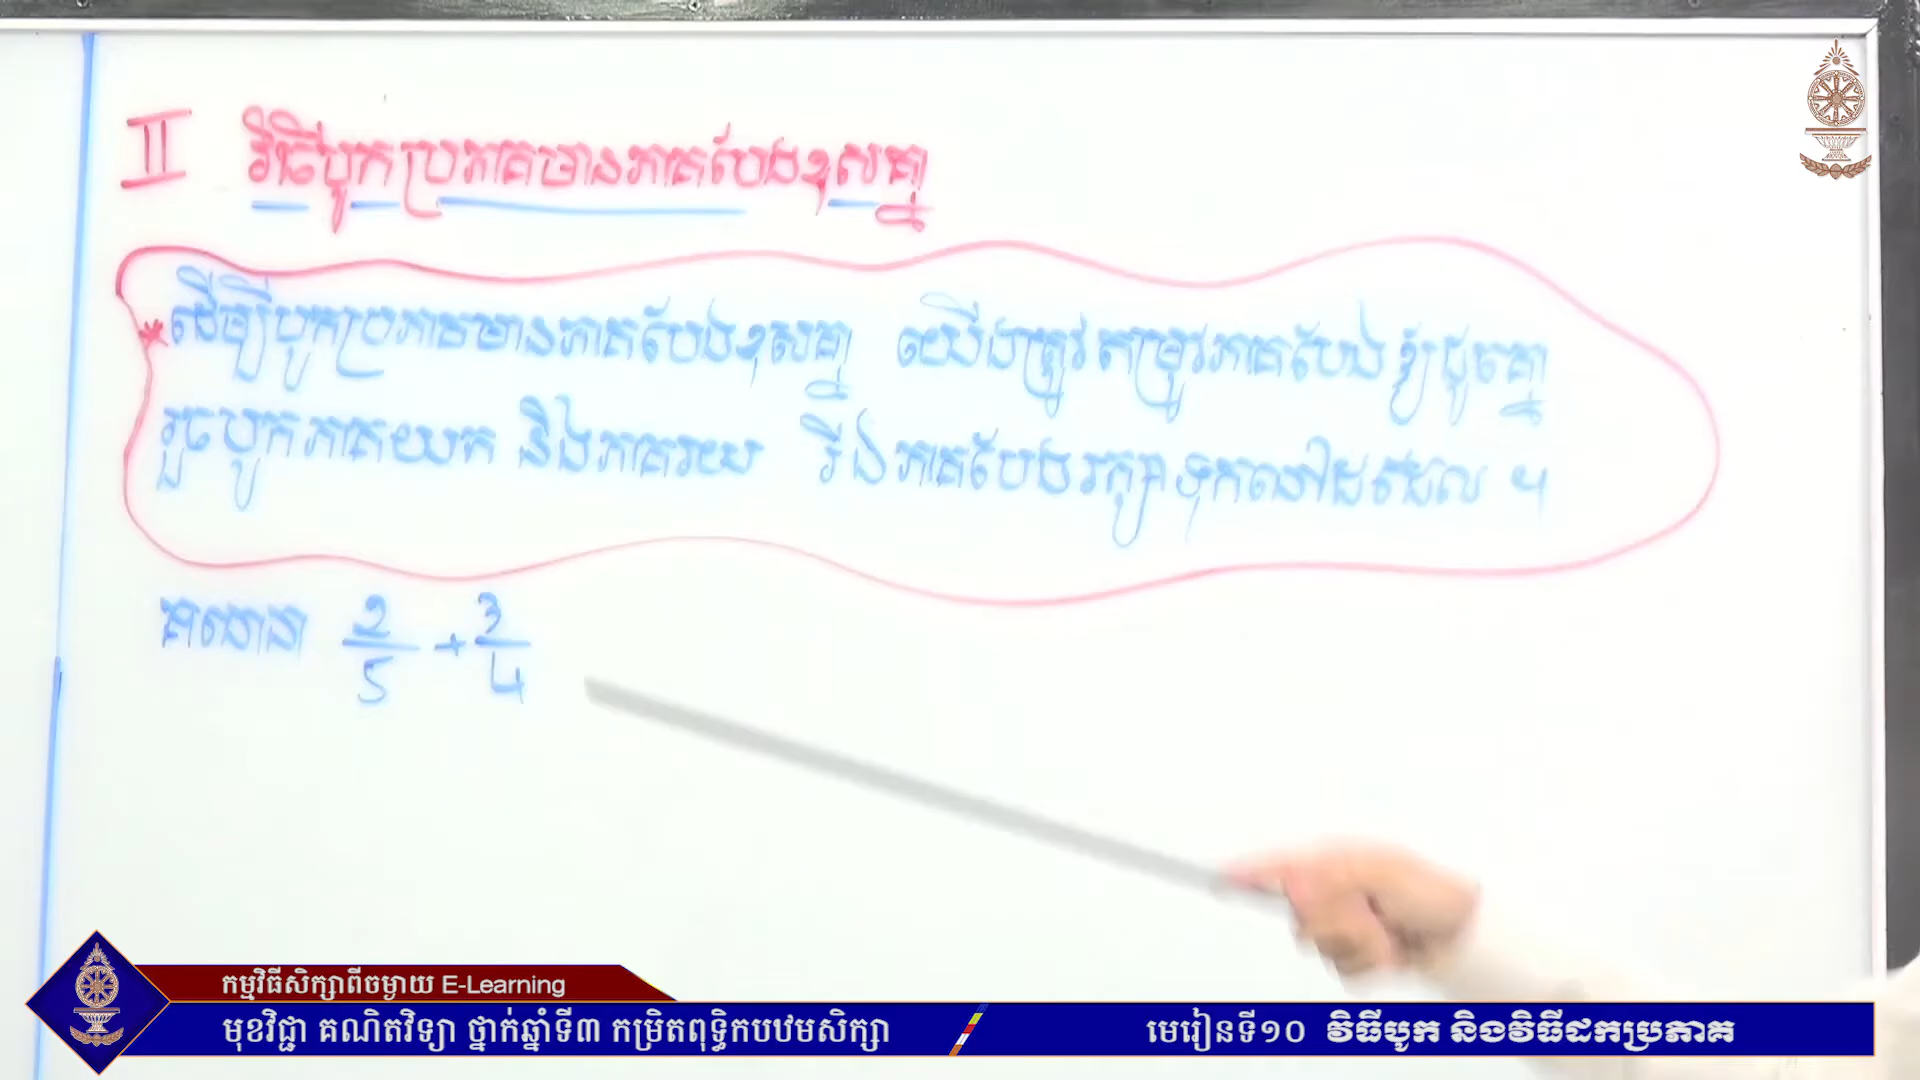 II វិធីបូកប្រភាគមានភាគបែងខុសគ្នា
* ដើម្បីបូកប្រភាគមានភាគបែងខុសគ្នា យើងត្រូវតម្រូវភាគបែងឱ្យដូចគ្នា
រួចបូកភាគយក និងភាគយក រីឯភាគបែងរក្សាទុកនៅដដែល ។
គេមាន 2/5 + 3/4
កម្មវិធីសិក្សាពីចម្ងាយ E-Learning
មុខវិជ្ជា គណិតវិទ្យា ថ្នាក់ឆ្នាំទី៣ កម្រិតពុទ្ធិកបឋមសិក្សា
មេរៀនទី១០ វិធីបូក និងវិធីដកប្រភាគ